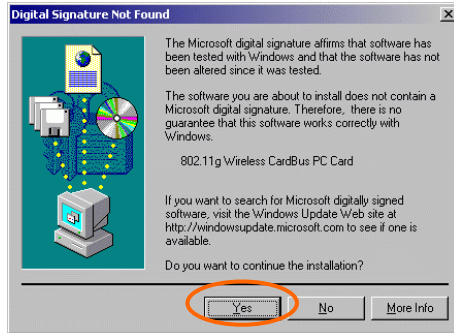 Digital Signature Not Found
The Microsoft digital signature affirms that software has
been tested with Windows and that the software has not
been altered since it was tested.
The software you are about to install does not contain a
Microsoft digital signature. Therefore, there is no
guarantee that this software works correctly with
Windows.
802.11g Wireless CardBus PC Card
If you want to search for Microsoft digitally signed
software, visit the Windows Update Web site at
http://windowsupdate.microsoft.com to see if one is
available.
Do you want to continue the installation?
Yes No More Info